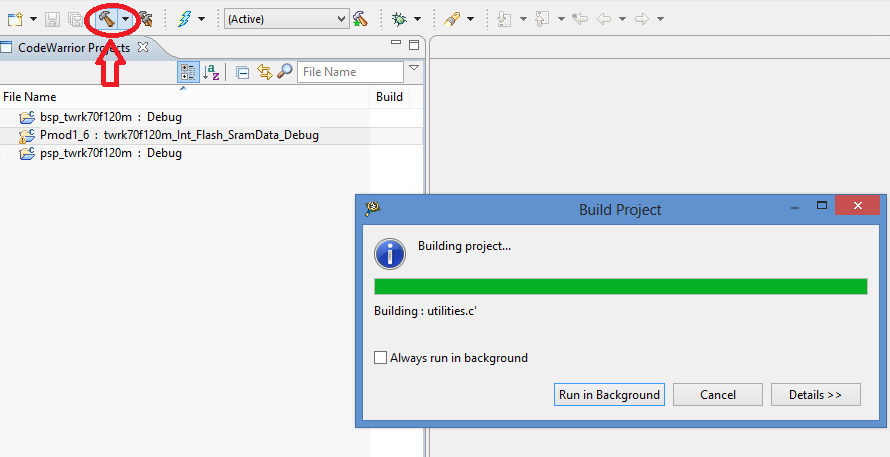 (Active)
CodeWarrior Projects
File Name
File Name Build
bsp_twrk70f120m : Debug
Pmod1_6 : twrk70f120m_Int_Flash_SramData_Debug
psp_twrk70f120m : Debug
Build Project
Building project...
Building : utilities.c'
Always run in background
Run in Background Cancel Details >>